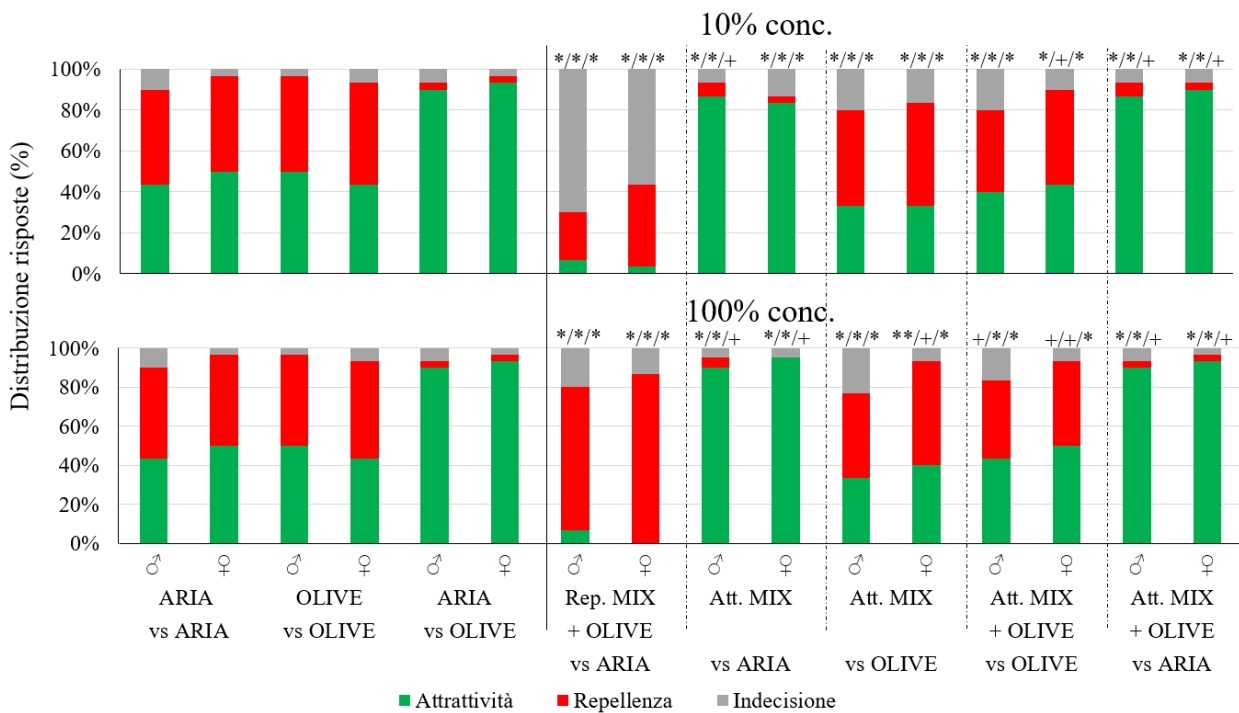 10% conc.
*/*/* */*/* */*/+ */*/* */*/* */*/* */*/* */+/* */*/+ */*/+
100%
80%
60%
40%
20%
0%
Distribuzione risposte (%)
100% conc.
*/*/* */*/* */*/+ */*/+ */*/* **/+/* +/*/* +/+/* */*/+ */*/+
100%
80%
60%
40%
20%
0%
♂ ♀ ♂ ♀ ♂ ♀ ♂ ♀ ♂ ♀ ♂ ♀ ♂ ♀ ♂ ♀
ARIA
vs ARIA
OLIVE
vs OLIVE
ARIA
vs OLIVE
Rep. MIX
+ OLIVE
vs ARIA
Att. MIX
vs ARIA
Att. MIX
vs OLIVE
Att. MIX
+ OLIVE
vs OLIVE
Att. MIX
+ OLIVE
vs ARIA
Attrattività Repellenza Indecisione